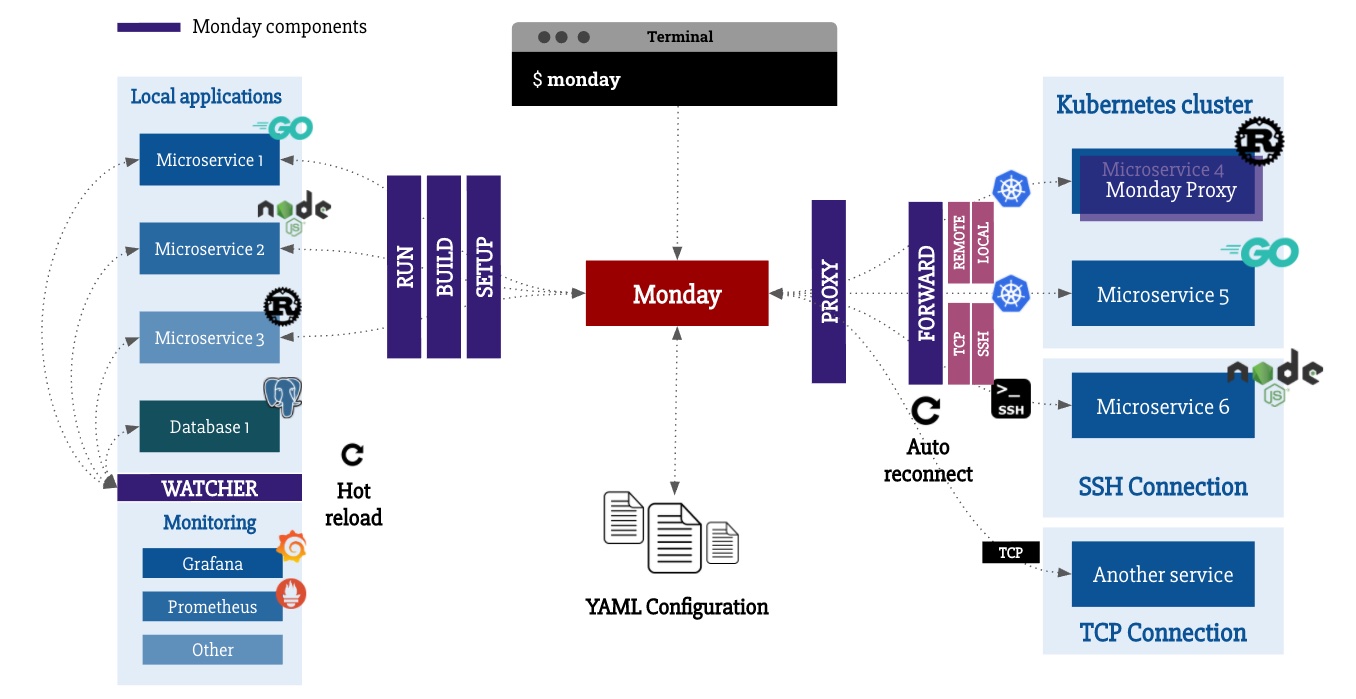 Monday components
Terminal
$ monday
Local applications
GO
Microservice 1
node
JS
Microservice 2
R
Microservice 3
Database 1
WATCHER
Monitoring
Grafana
Prometheus
Other
Hot
reload
RUN
BUILD
SETUP
Monday
YAML Configuration
PROXY
FORWARD
REMOTE
LOCAL
TCP
SSH
>_
SSH
Auto
reconnect
TCP
Kubernetes cluster
R
Microservice 4
Monday Proxy
GO
Microservice 5
node
JS
Microservice 6
SSH Connection
Another service
TCP Connection